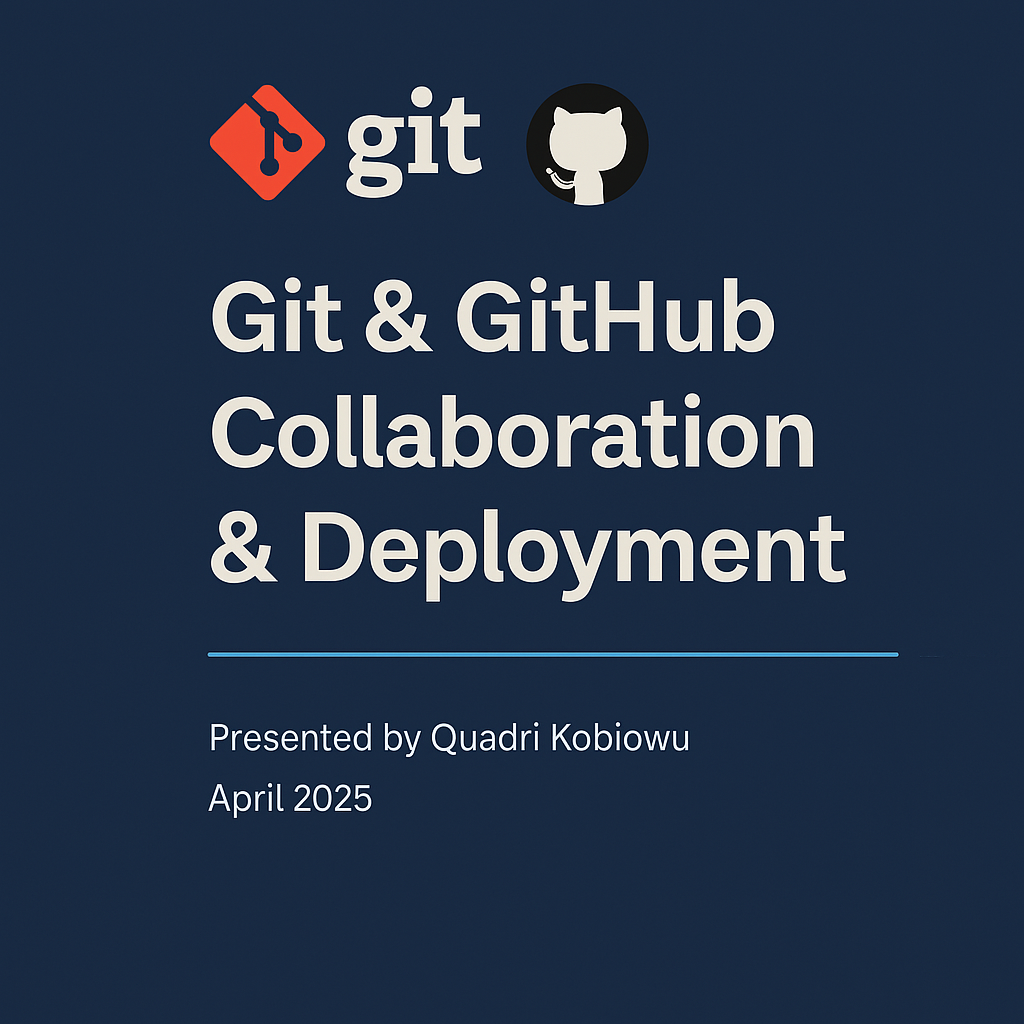 git
Git & GitHub
Collaboration
& Deployment
Presented by Quadri Kobiowu
April 2025